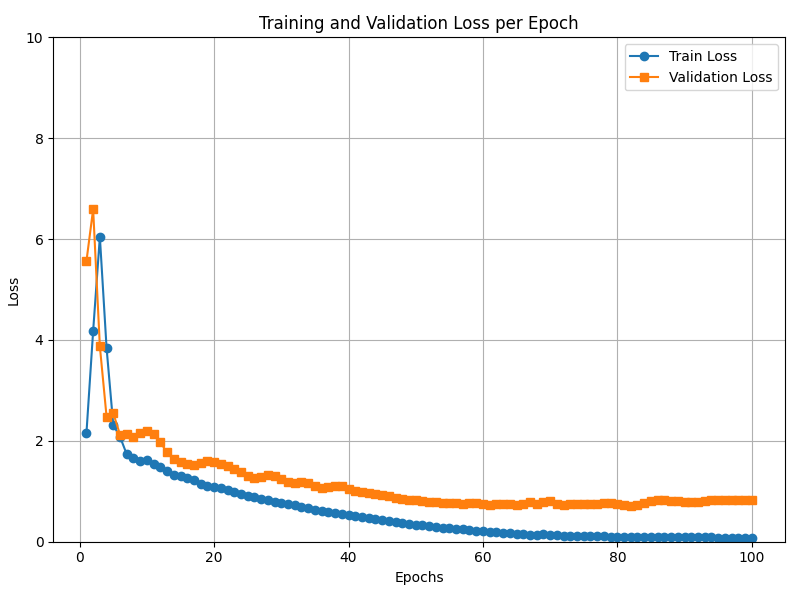 Training and Validation Loss per Epoch
10
8
6
4
2
0
Loss
Train Loss
Validation Loss
0 20 40 60 80 100
Epochs